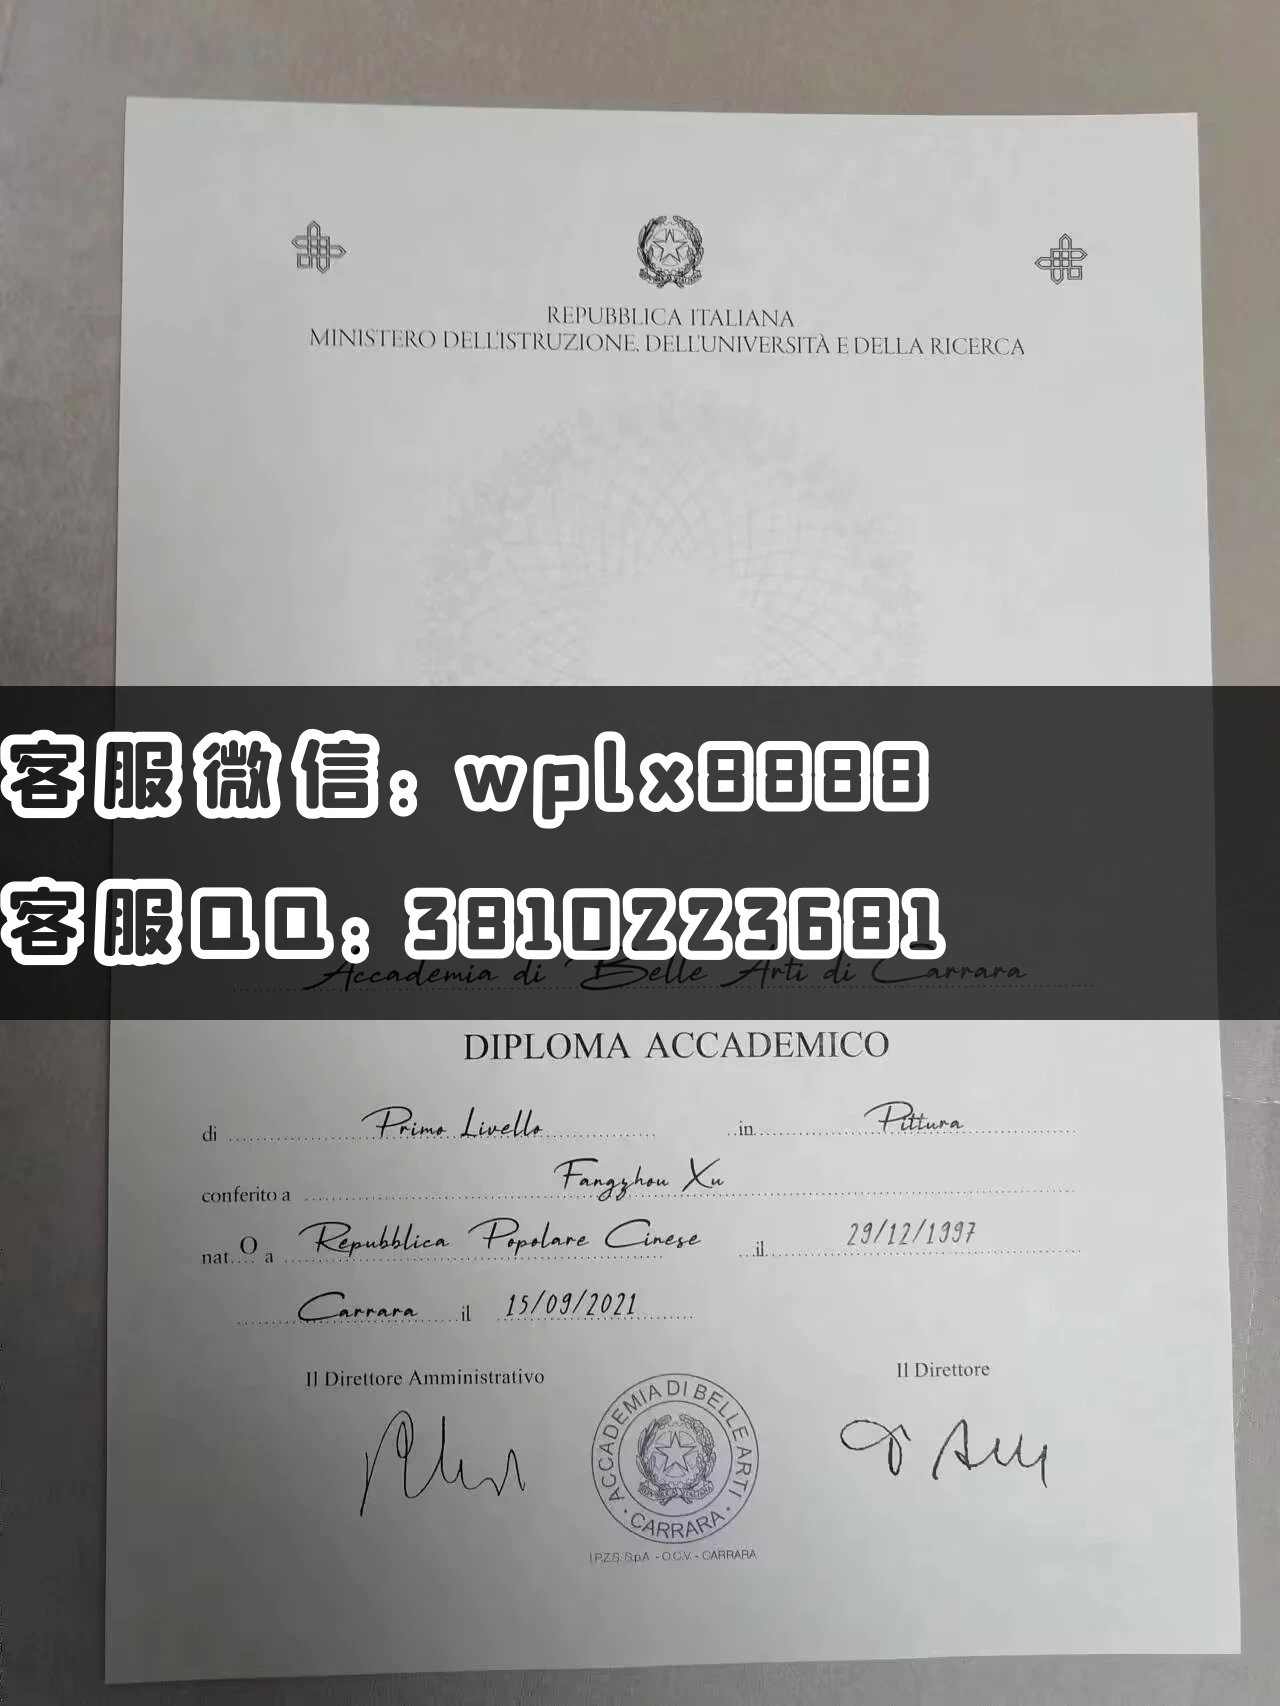 REPUBBLICA ITALIANA
MINISTERO DELL'ISTRUZIONE, DELL'UNIVERSITÀ E DELLA RICERCA
客服微信: wplx8888
客服QQ: 3810223681
Accademia di Belle Arti di Carrara
DIPLOMA ACCADEMICO
di Primo Livello in Pittura
conferito a Fangzhou Xu
nat O a Repubblica Popolare Cinese il 29/12/1997
Carrara il 15/09/2021
Il Direttore Amministrativo Il Direttore
ACCADEMIA DI BELLE ARTI · CARRARA ·
I.P.Z.S. S.p.A. - O.C.V. - CARRARA